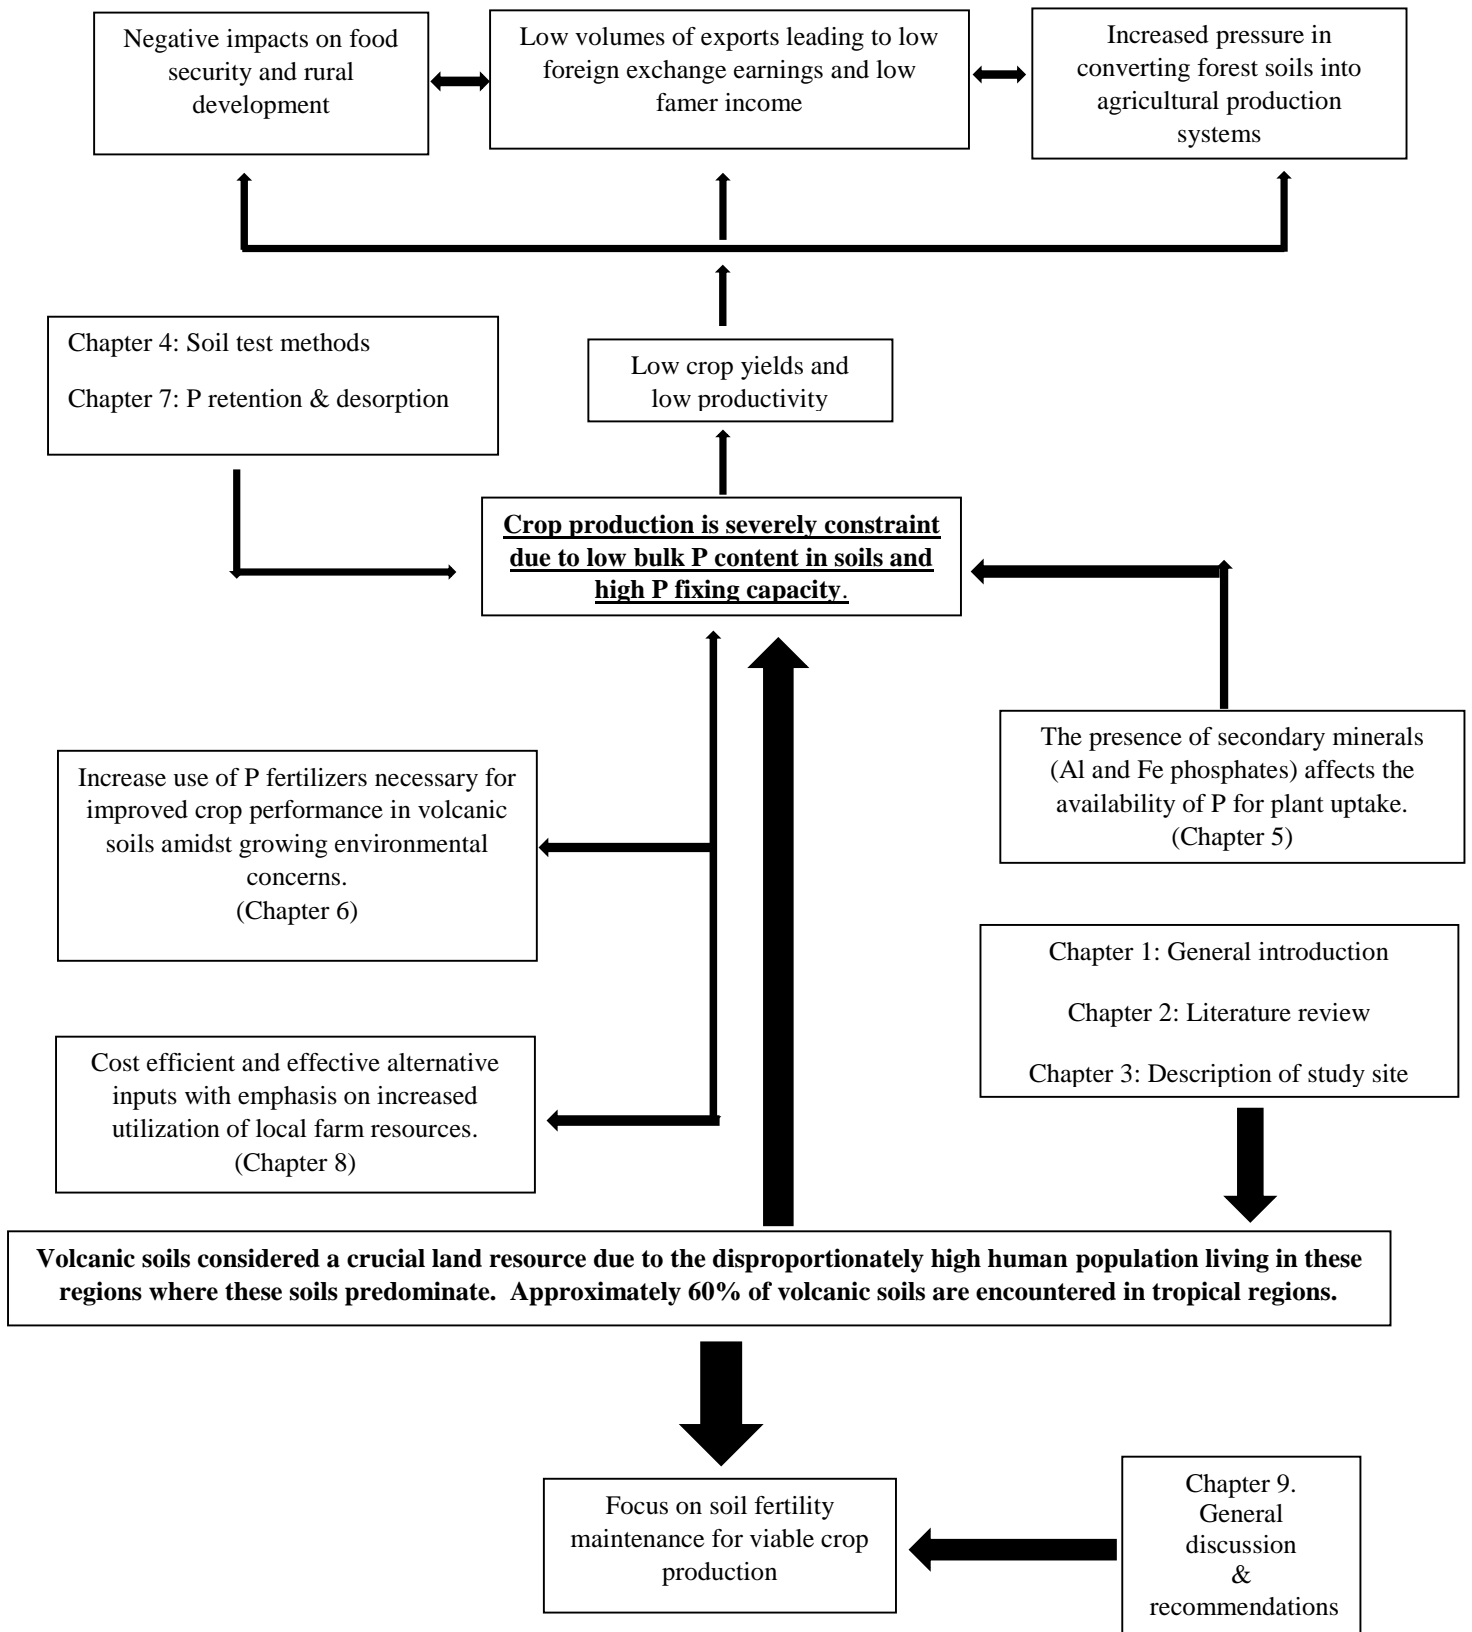 Negative impacts on food
security and rural
development
Low volumes of exports leading to low
foreign exchange earnings and low
famer income
Increased pressure in
converting forest soils into
agricultural production
systems
Chapter 4: Soil test methods
Chapter 7: P retention & desorption
Low crop yields and
low productivity
Crop production is severely constraint
due to low bulk P content in soils and
high P fixing capacity.
Increase use of P fertilizers necessary for
improved crop performance in volcanic
soils amidst growing environmental
concerns.
(Chapter 6)
The presence of secondary minerals
(Al and Fe phosphates) affects the
availability of P for plant uptake.
(Chapter 5)
Chapter 1: General introduction
Chapter 2: Literature review
Chapter 3: Description of study site
Cost efficient and effective alternative
inputs with emphasis on increased
utilization of local farm resources.
(Chapter 8)
Volcanic soils considered a crucial land resource due to the disproportionately high human population living in these
regions where these soils predominate.  Approximately 60% of volcanic soils are encountered in tropical regions.
Focus on soil fertility
maintenance for viable crop
production
Chapter 9.
General
discussion
&
recommendations